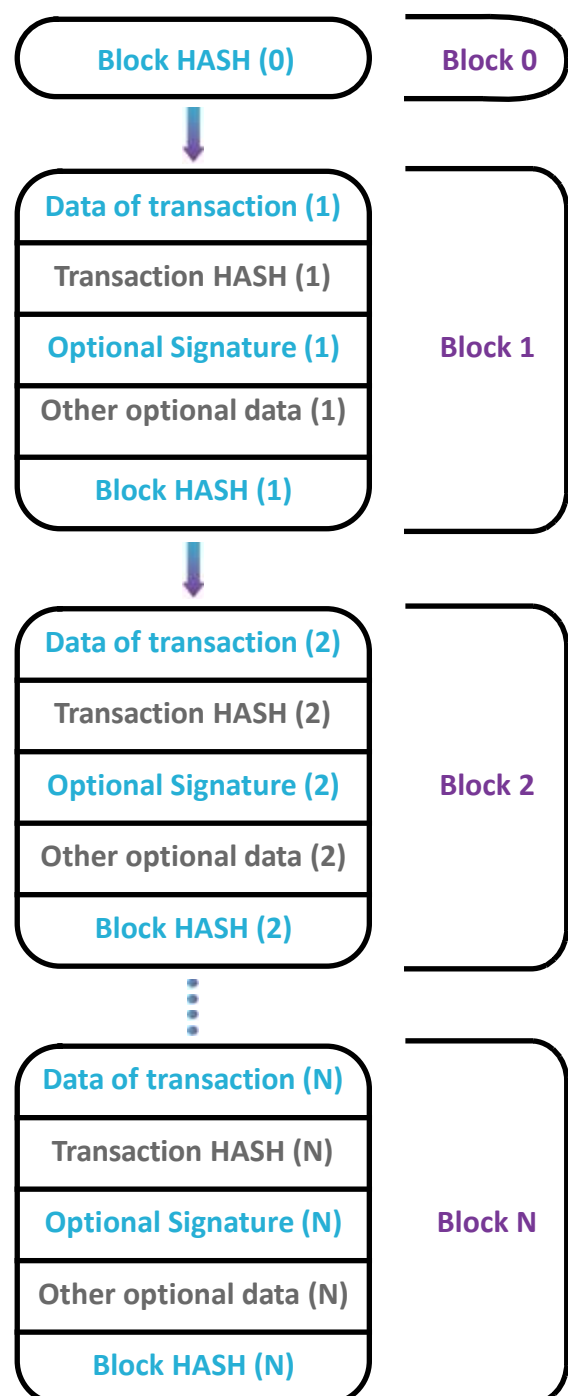 Block HASH (0)
Block 0
Data of transaction (1)
Transaction HASH (1)
Optional Signature (1)
Block 1
Other optional data (1)
Block HASH (1)
Data of transaction (2)
Transaction HASH (2)
Optional Signature (2)
Block 2
Other optional data (2)
Block HASH (2)
Data of transaction (N)
Transaction HASH (N)
Optional Signature (N)
Block N
Other optional data (N)
Block HASH (N)